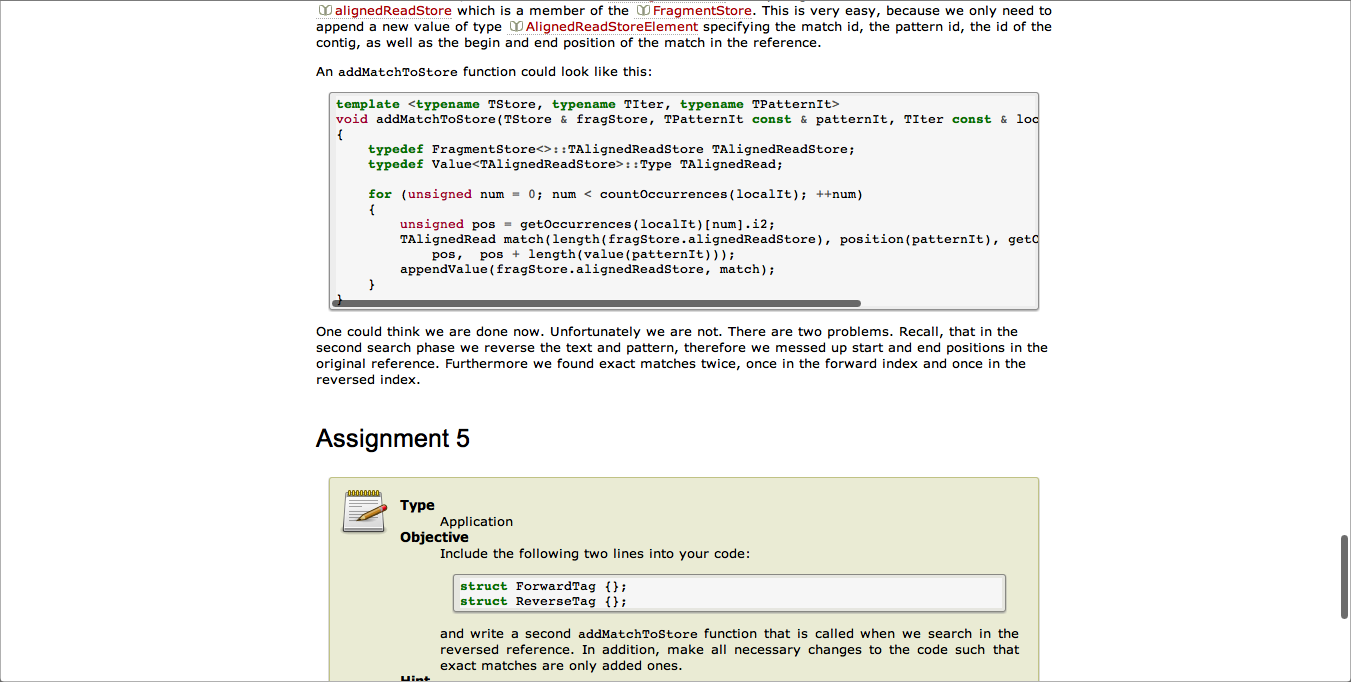 alignedReadStore which is a member of the FragmentStore. This is very easy, because we only need to
append a new value of type AlignedReadStoreElement specifying the match id, the pattern id, the id of the
contig, as well as the begin and end position of the match in the reference.
An addMatchToStore function could look like this:
template <typename TStore, typename TIter, typename TPatternIt>
void addMatchToStore(TStore & fragStore, TPatternIt const & patternIt, TIter const & loc
{
    typedef FragmentStore<>::TAlignedReadStore TAlignedReadStore;
    typedef Value<TAlignedReadStore>::Type TAlignedRead;
    for (unsigned num = 0; num < countOccurrences(localIt); ++num)
    {
        unsigned pos = getOccurrences(localIt)[num].i2;
        TAlignedRead match(length(fragStore.alignedReadStore), position(patternIt), getO
            pos,  pos + length(value(patternIt)));
        appendValue(fragStore.alignedReadStore, match);
    }
}
One could think we are done now. Unfortunately we are not. There are two problems. Recall, that in the
second search phase we reverse the text and pattern, therefore we messed up start and end positions in the
original reference. Furthermore we found exact matches twice, once in the forward index and once in the
reversed index.
Assignment 5
Type
Application
Objective
Include the following two lines into your code:
struct ForwardTag {};
struct ReverseTag {};
and write a second addMatchToStore function that is called when we search in the
reversed reference. In addition, make all necessary changes to the code such that
exact matches are only added ones.
Hint